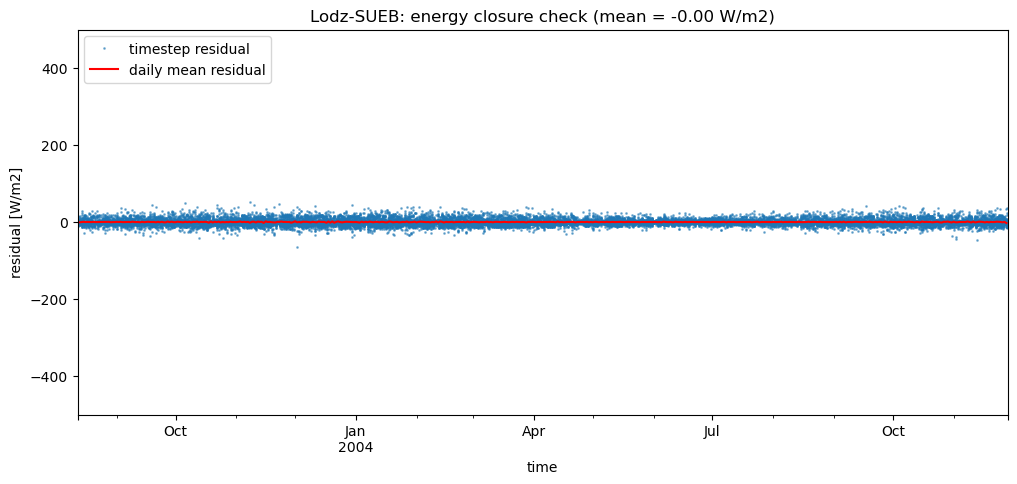 Lodz-SUEB: energy closure check (mean = -0.00 W/m2)
timestep residual
daily mean residual
residual [W/m2]
400
200
0
−200
−400
Oct
Jan
2004
Apr
Jul
Oct
time